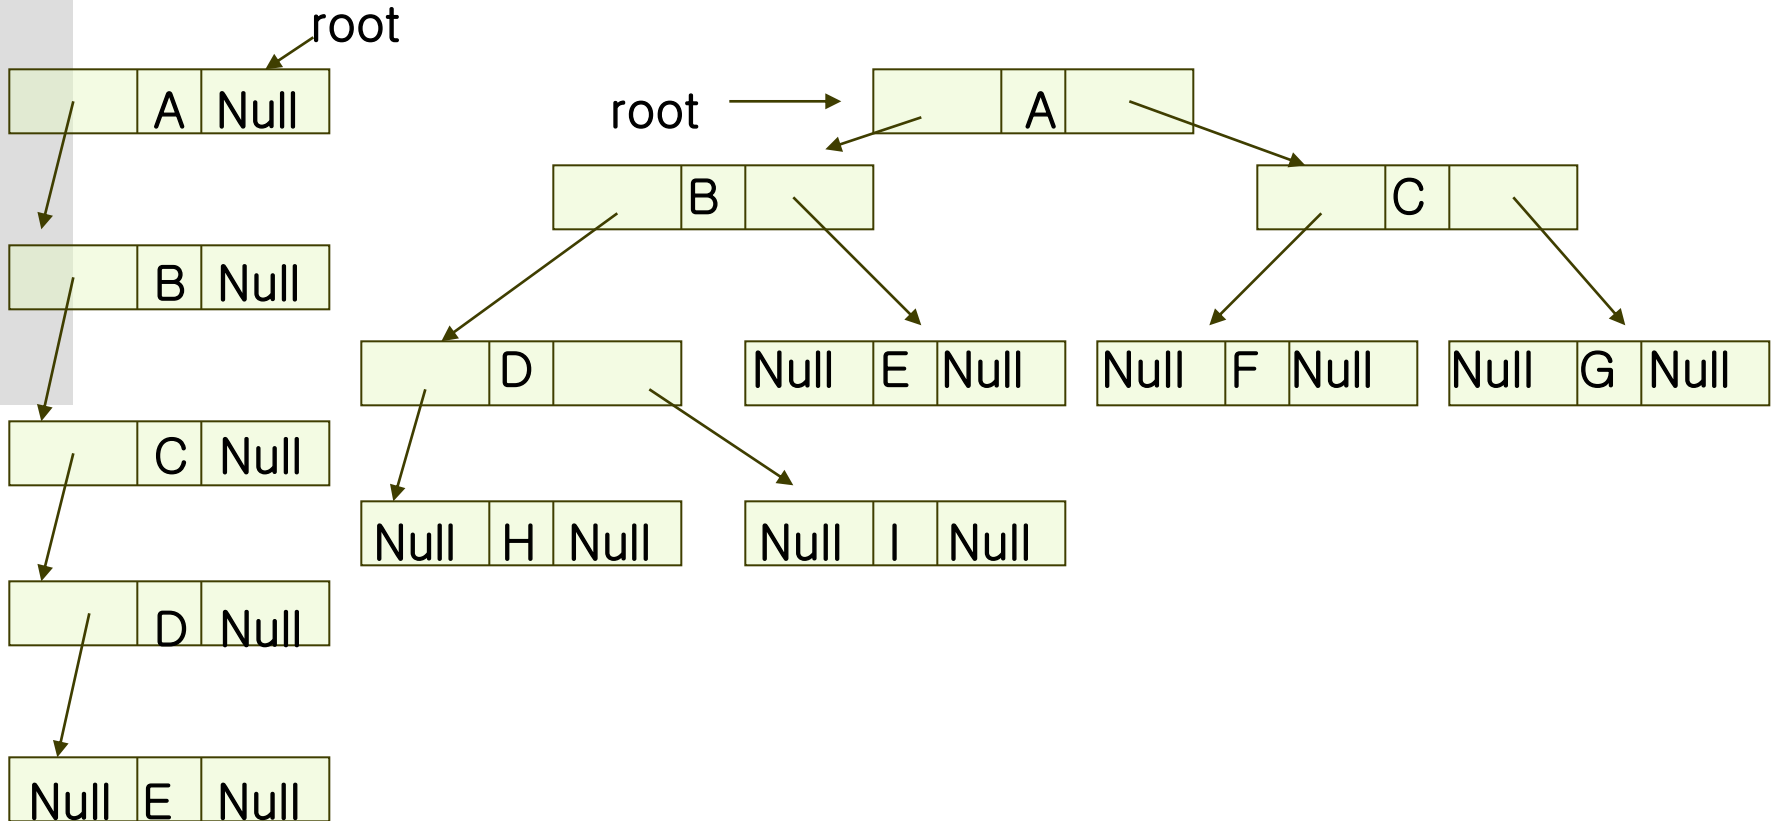 root
A Null
B Null
C Null
D Null
Null E Null
root
A
B
C
D
Null E Null
Null F Null
Null G Null
Null H Null
Null I Null